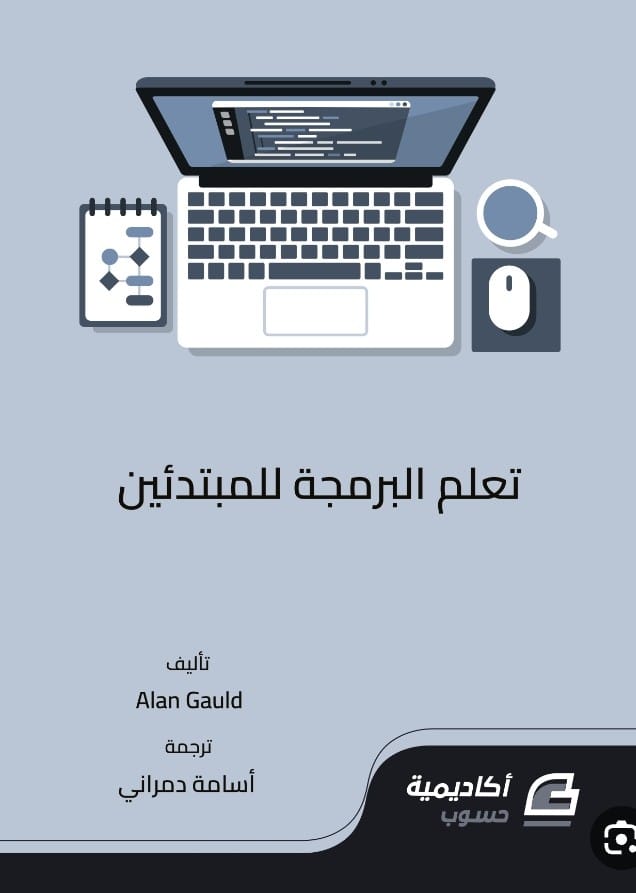 تعلم البرمجة للمبتدئين
تأليف
Alan Gauld
ترجمة
أسامة دمراني
أكاديمية
حسوب